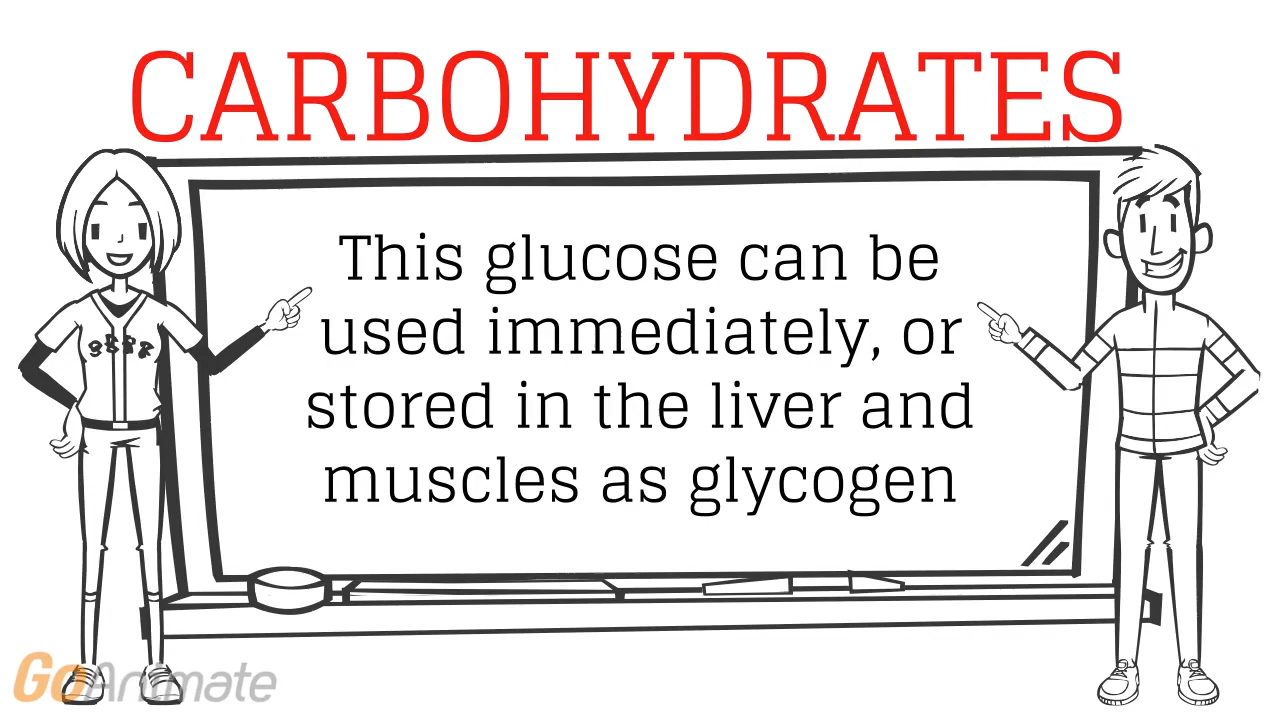 CARBOHYDRATES
This glucose can be
used immediately, or
stored in the liver and
muscles as glycogen
GoAnimate